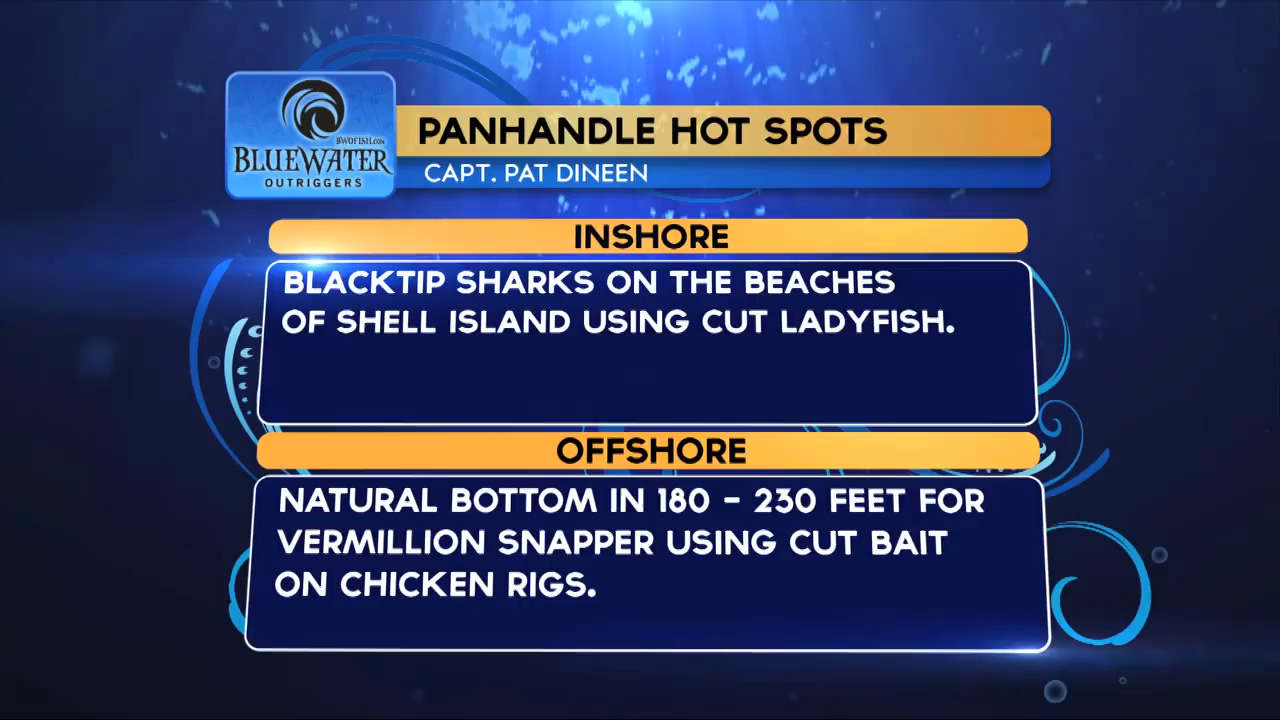 BWOFISH.COM
BLUEWATER
OUTRIGGERS
PANHANDLE HOT SPOTS
CAPT. PAT DINEEN
INSHORE
BLACKTIP SHARKS ON THE BEACHES
OF SHELL ISLAND USING CUT LADYFISH.
OFFSHORE
NATURAL BOTTOM IN 180 - 230 FEET FOR
VERMILLION SNAPPER USING CUT BAIT
ON CHICKEN RIGS.